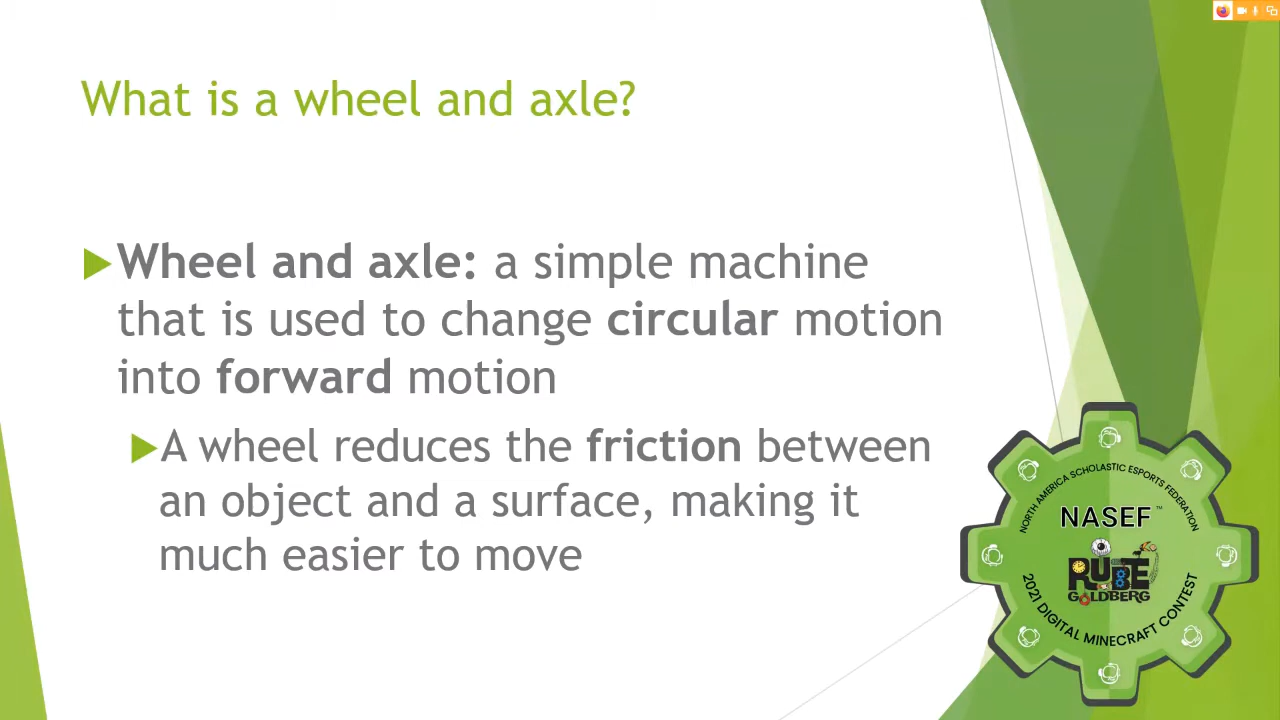 What is a wheel and axle?
Wheel and axle: a simple machine
that is used to change circular motion
into forward motion
A wheel reduces the friction between
an object and a surface, making it
much easier to move
NORTH AMERICA SCHOLASTIC ESPORTS FEDERATION
NASEF™
RUBE
GOLDBERG
2021 DIGITAL MINECRAFT CONTEST